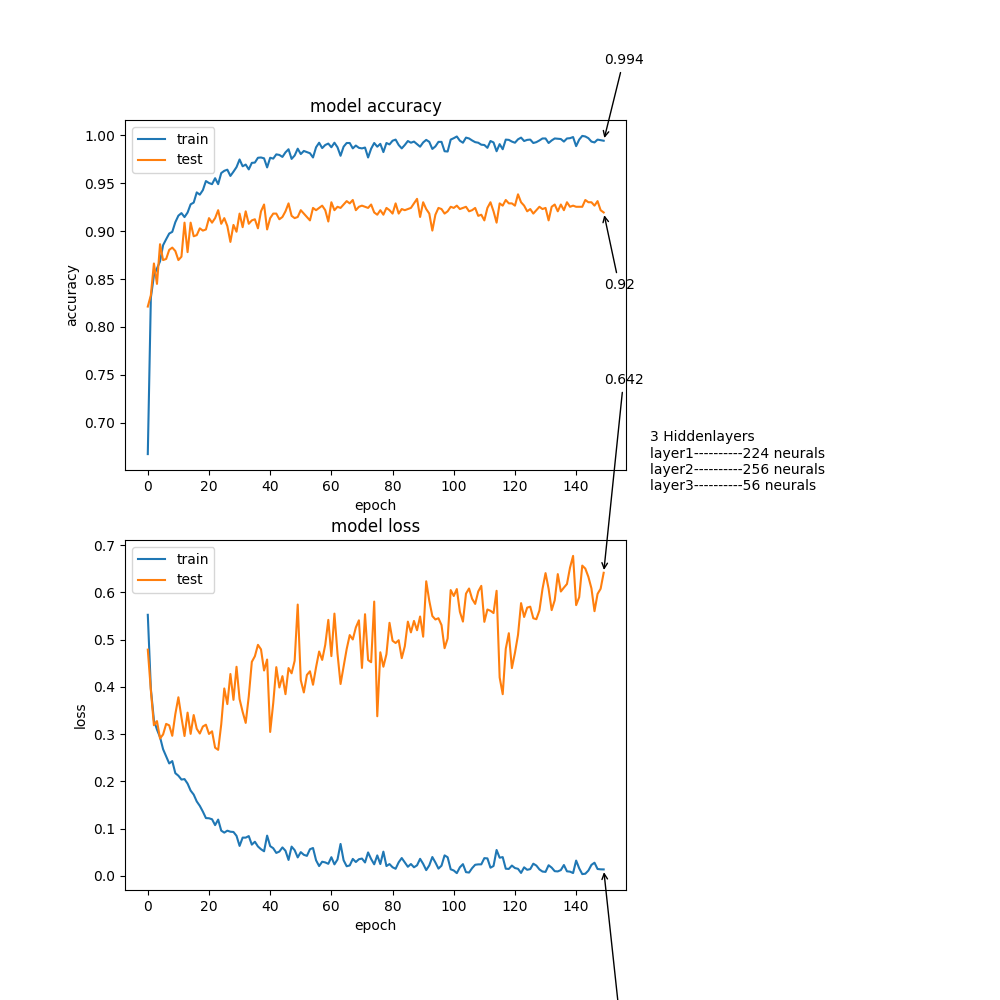 0.994
model accuracy
train
test
1.00
0.95
0.90
0.85
0.80
0.75
0.70
accuracy
0.92
0.642
0 20 40 60 80 100 120 140
epoch
3 Hiddenlayers
layer1----------224 neurals
layer2----------256 neurals
layer3----------56 neurals
model loss
train
test
0.7
0.6
0.5
0.4
0.3
0.2
0.1
0.0
loss
0 20 40 60 80 100 120 140
epoch